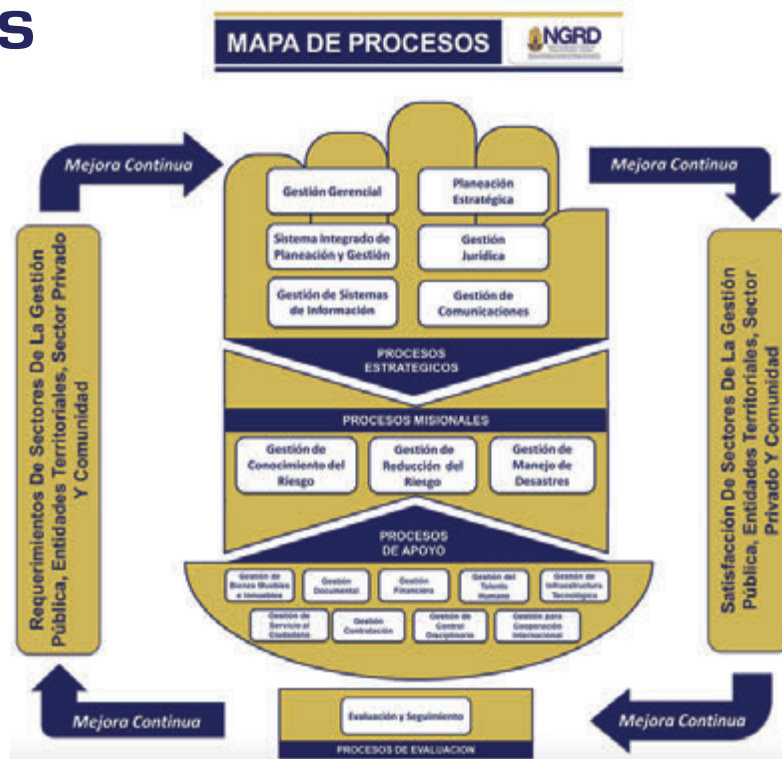 S
MAPA DE PROCESOS
NGRD
Mejora Continua
Mejora Continua
Requerimientos De Sectores De La Gestión
Pública, Entidades Territoriales, Sector Privado
Y Comunidad
Gestión Gerencial
Planeación
Estratégica
Sistema Integrado de
Planeación y Gestión
Gestión
Jurídica
Gestión de Sistemas
de Información
Gestión de
Comunicaciones
PROCESOS
ESTRATEGICOS
PROCESOS MISIONALES
Gestión de
Conocimiento del
Riesgo
Gestión de
Reducción del
Riesgo
Gestión de
Manejo de
Desastres
PROCESOS
DE APOYO
Gestión de
Bienes Muebles
e Inmuebles
Gestión
Documental
Gestión
Financiera
Gestión del
Talento
Humano
Gestión de
Infraestructura
Tecnológica
Gestión de
Servicio al
Ciudadano
Gestión
Contratación
Gestión de
Control
Disciplinario
Gestión para
Cooperación
Internacional
Satisfacción De Sectores De La Gestión
Pública, Entidades Territoriales, Sector
Privado Y Comunidad
Mejora Continua
Evaluación y Seguimiento
PROCESOS DE EVALUACION
Mejora Continua